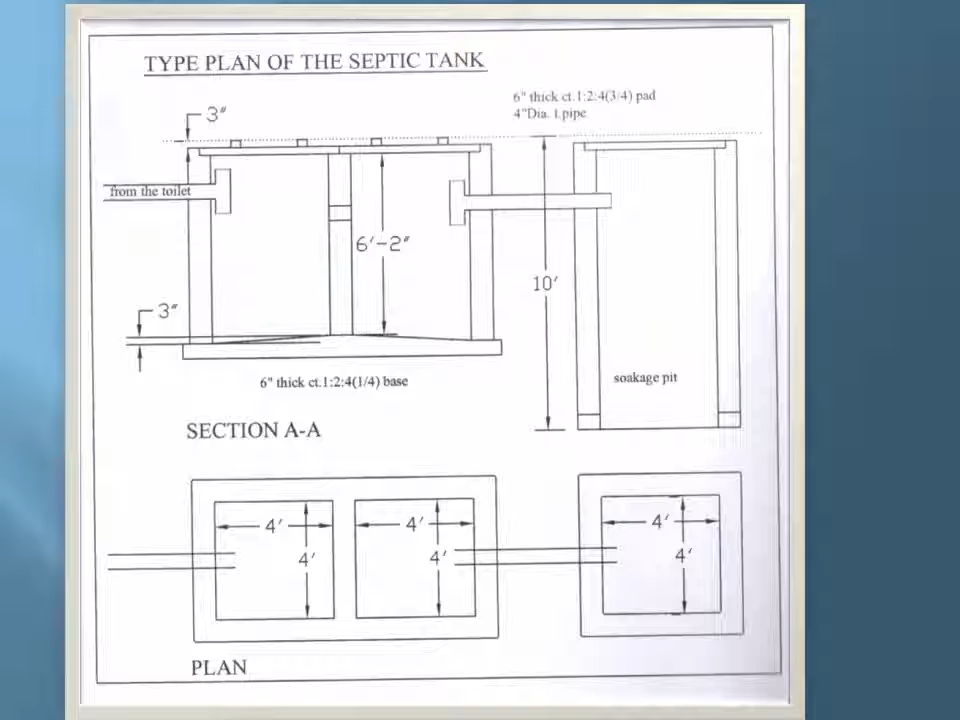 TYPE PLAN OF THE SEPTIC TANK
6" thick ct.1:2:4(3/4) pad
4"Dia. t.pipe
3"
from the toilet
6'-2"
10'
3"
soakage pit
6" thick ct.1:2:4(1/4) base
SECTION A-A
4' 4' 4'
4' 4' 4'
PLAN